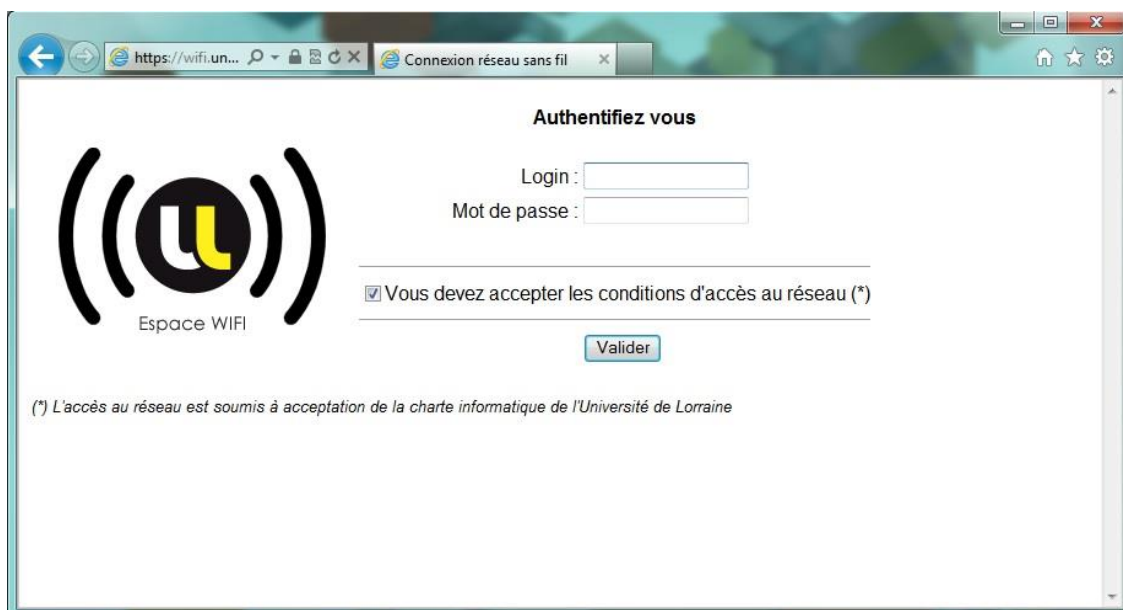 https://wifi.un...
Connexion réseau sans fil
Authentifiez vous
Login :
Mot de passe :
Vous devez accepter les conditions d'accès au réseau (*)
Espace WIFI
Valider
(*) L'accès au réseau est soumis à acceptation de la charte informatique de l'Université de Lorraine